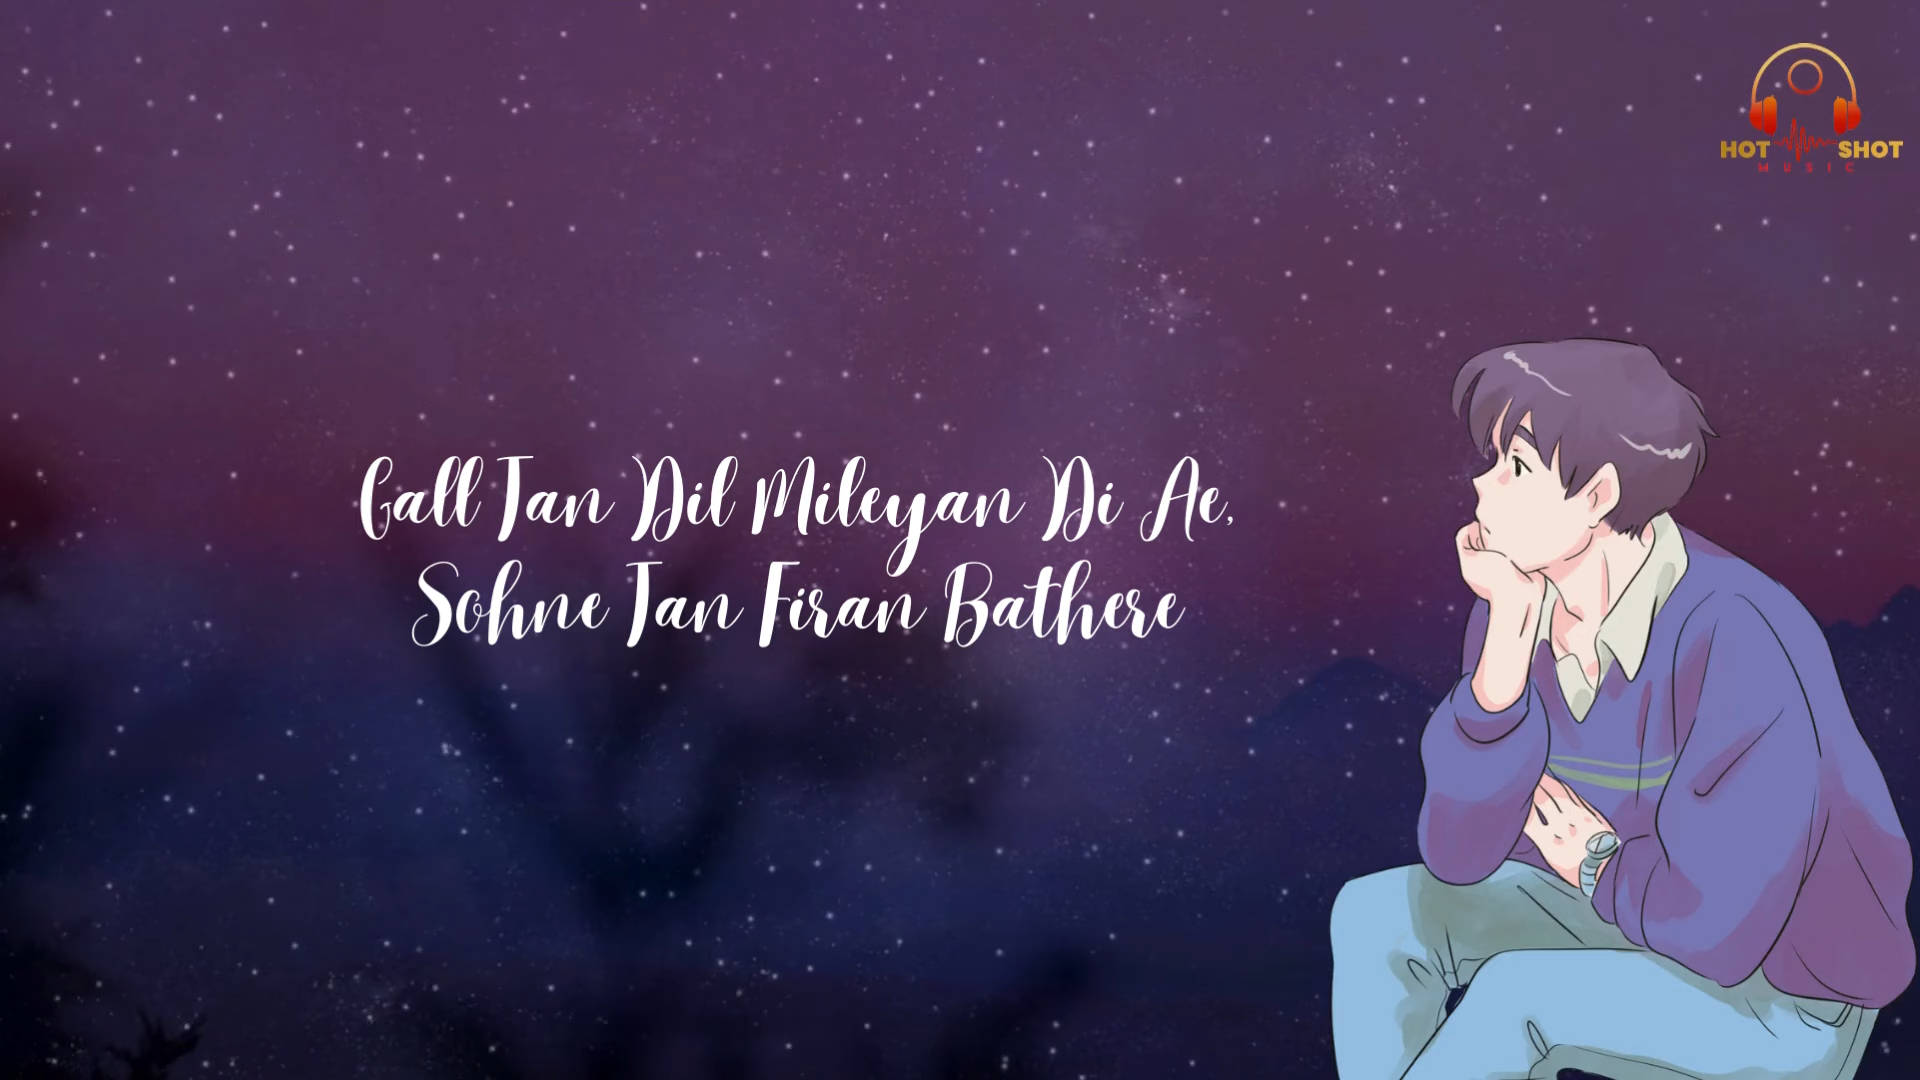 HOT SHOT
MUSIC
Gall Tan Dil Mileyan Di Ae,
Sohne Tan Firan Bathere